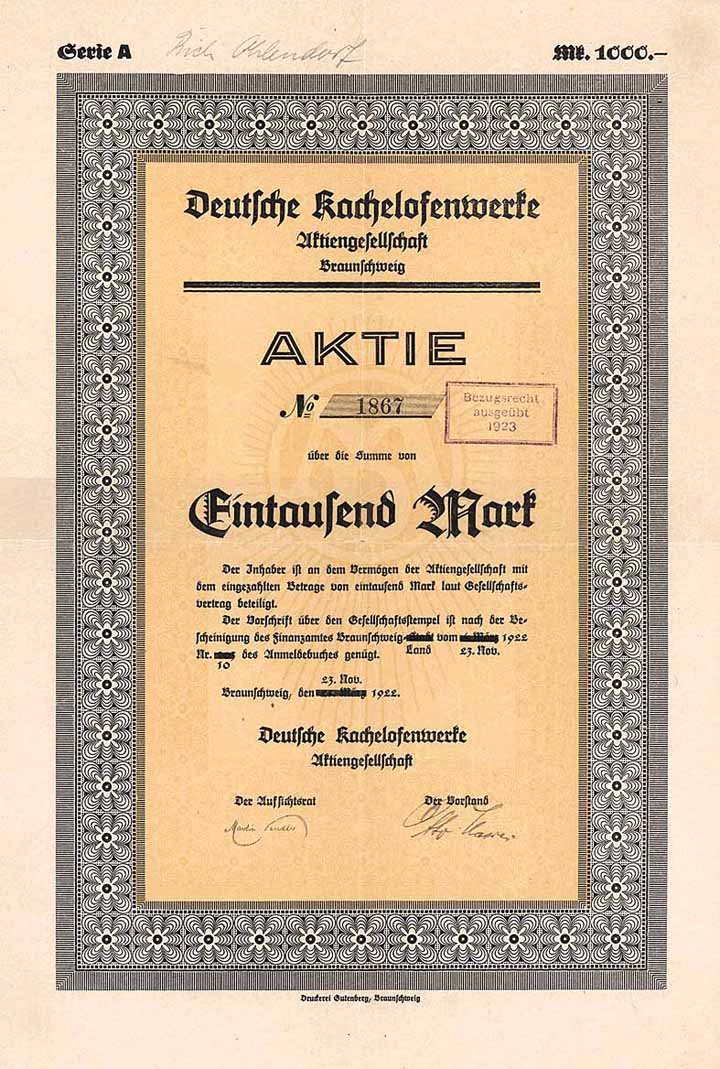 Serie A Erich Ohlendorf Mk. 1000.–
Deutsche Kachelofenwerke
Aktiengesellschaft
Braunschweig
AKTIE
No 1867
Bezugsrecht
ausgeübt
1923
über die Summe von
Eintausend Mark
Der Inhaber ist an dem Vermögen der Aktiengesellschaft mit
dem eingezahlten Betrage von eintausend Mark laut Gesellschafts-
vertrag beteiligt.
Der Vorschrift über den Gesellschaftsstempel ist nach der Be-
scheinigung des Finanzamtes Braunschweig- vom 1922
Land 23. Nov.
Nr. des Anmeldebuches genügt.
10
23. Nov.
Braunschweig, den 1922.
Deutsche Kachelofenwerke
Aktiengesellschaft
Der Aufsichtsrat Der Vorstand
Otto
Druckerei Gutenberg, Braunschweig